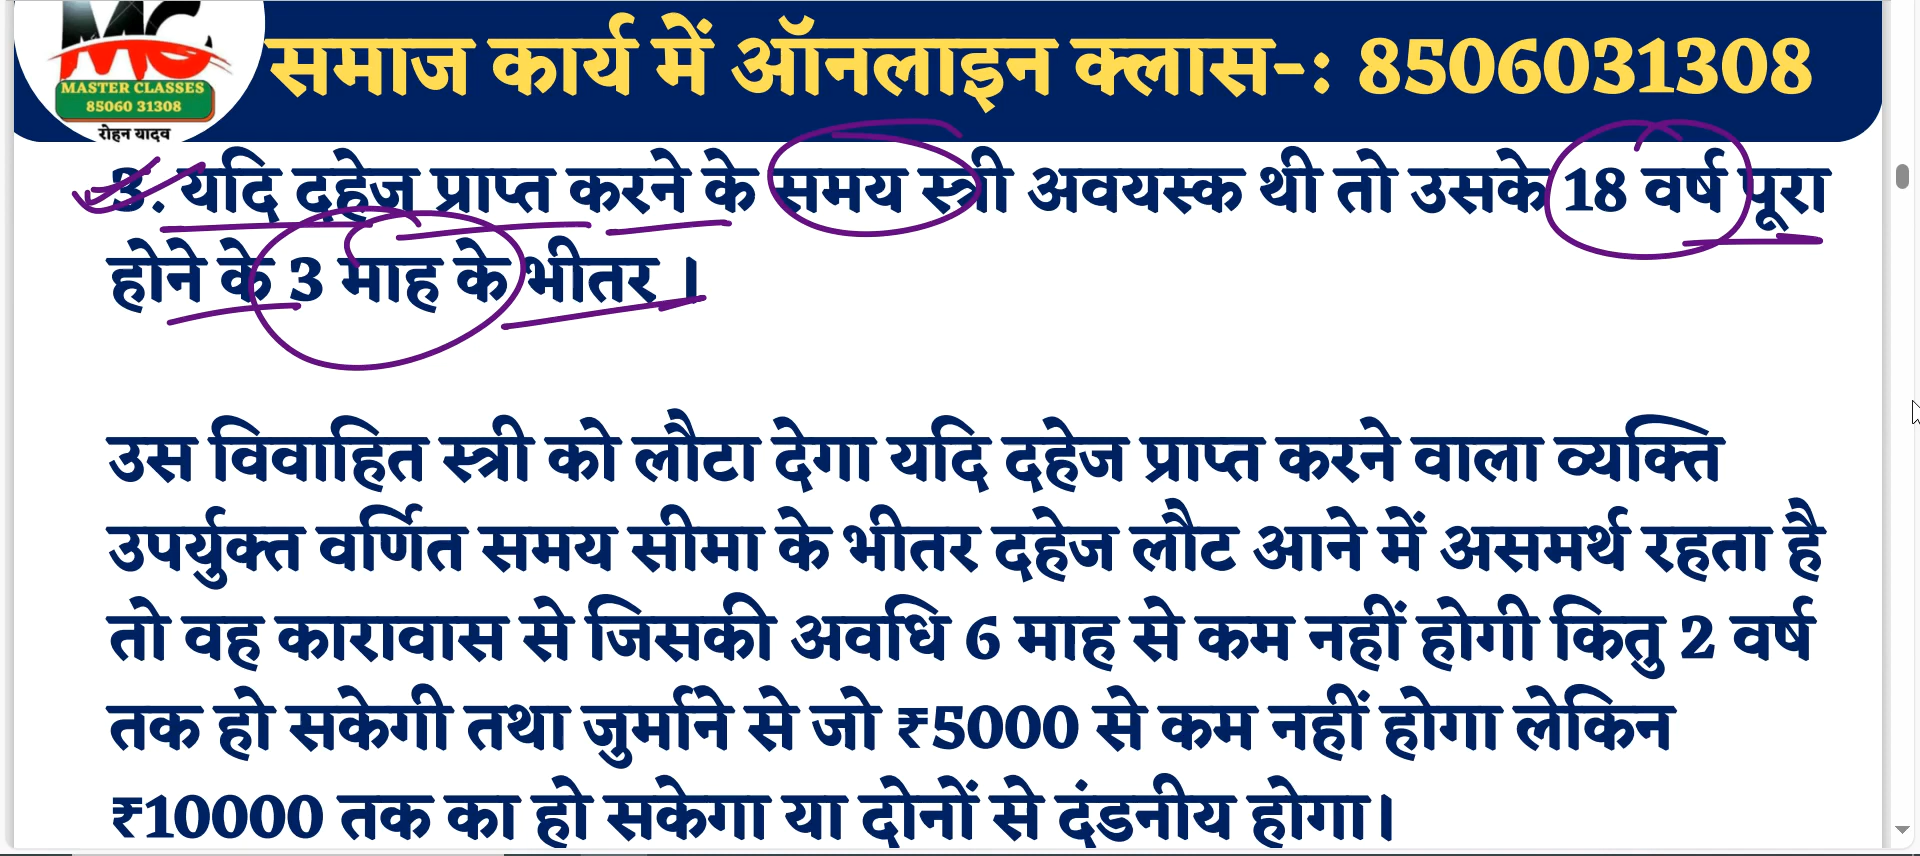 MC
MASTER CLASSES
85060 31308
रोहन यादव
समाज कार्य में ऑनलाइन क्लास-: 8506031308
3. यदि दहेज प्राप्त करने के समय स्त्री अवयस्क थी तो उसके 18 वर्ष पूरा
होने के 3 माह के भीतर ।
उस विवाहित स्त्री को लौटा देगा यदि दहेज प्राप्त करने वाला व्यक्ति
उपर्युक्त वर्णित समय सीमा के भीतर दहेज लौट आने में असमर्थ रहता है
तो वह कारावास से जिसकी अवधि 6 माह से कम नहीं होगी किंतु 2 वर्ष
तक हो सकेगी तथा जुर्माने से जो ₹5000 से कम नहीं होगा लेकिन
₹10000 तक का हो सकेगा या दोनों से दंडनीय होगा।